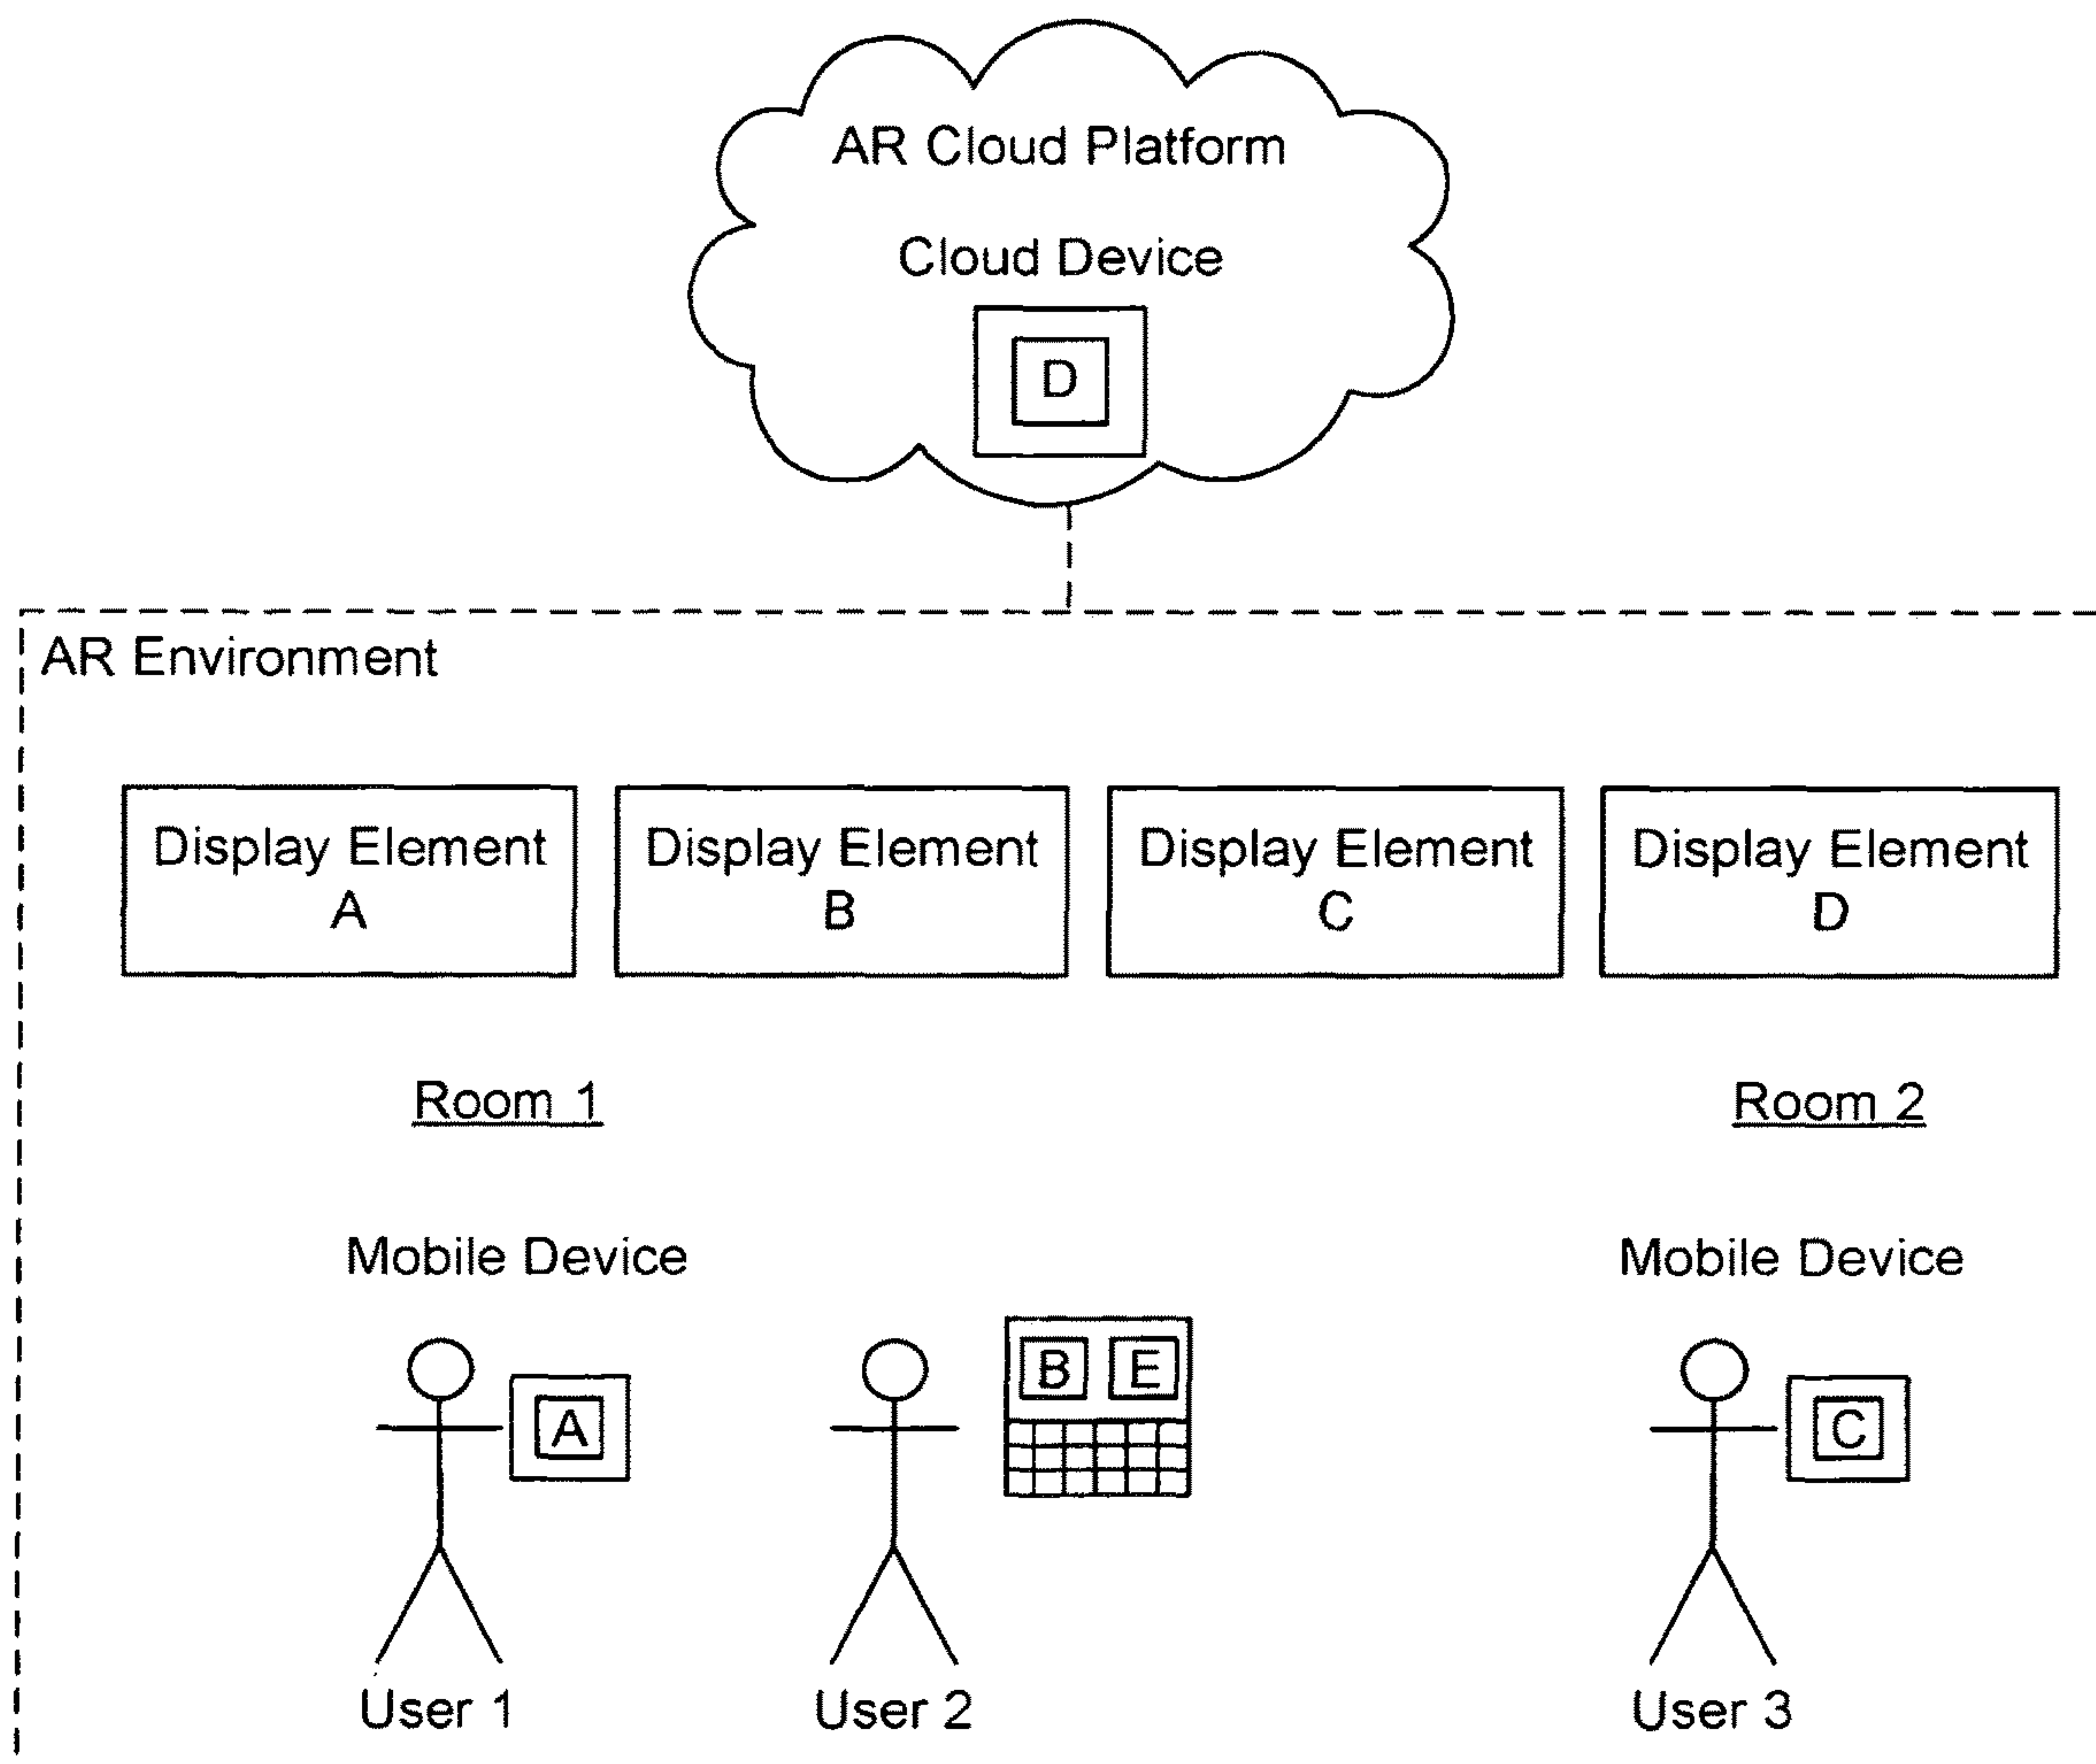 AR Cloud Platform
Cloud Device
D
AR Environment
Display Element
A
Display Element
B
Display Element
C
Display Element
D
Room 1
Room 2
Mobile Device
Mobile Device
A
B E
C
User 1
User 2
User 3